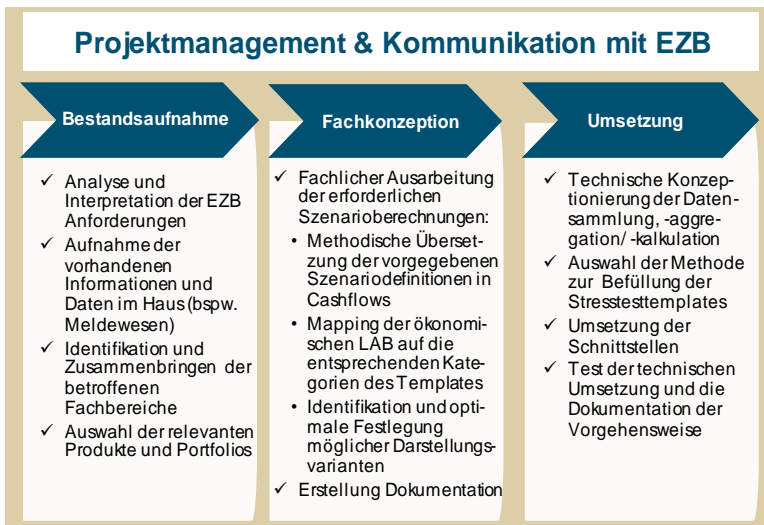 Projektmanagement & Kommunikation mit EZB
Bestandsaufnahme
✓ Analyse und
Interpretation der EZB
Anforderungen
✓ Aufnahme der
vorhandenen
Informationen und
Daten im Haus (bspw.
Meldewesen)
✓ Identifikation und
Zusammenbringen der
betroffenen
Fachbereiche
✓ Auswahl der relevanten
Produkte und Portfolios
Fachkonzeption
✓ Fachlicher Ausarbeitung
der erforderlichen
Szenarioberechnungen:
• Methodische Überset-
zung der vorgegebenen
Szenariodefinitionen in
Cashflows
• Mapping der ökonomi-
schen LAB auf die
entsprechenden Kate-
gorien des Templates
• Identifikation und opti-
male Festlegung
möglicher Darstellungs-
varianten
✓ Erstellung Dokumentation
Umsetzung
✓ Technische Konzep-
tionierung der Daten-
sammlung, -aggre-
gation/ -kalkulation
✓ Auswahl der Methode
zur Befüllung der
Stresstesttemplates
✓ Umsetzung der
Schnittstellen
✓ Test der technischen
Umsetzung und die
Dokumentation der
Vorgehensweise